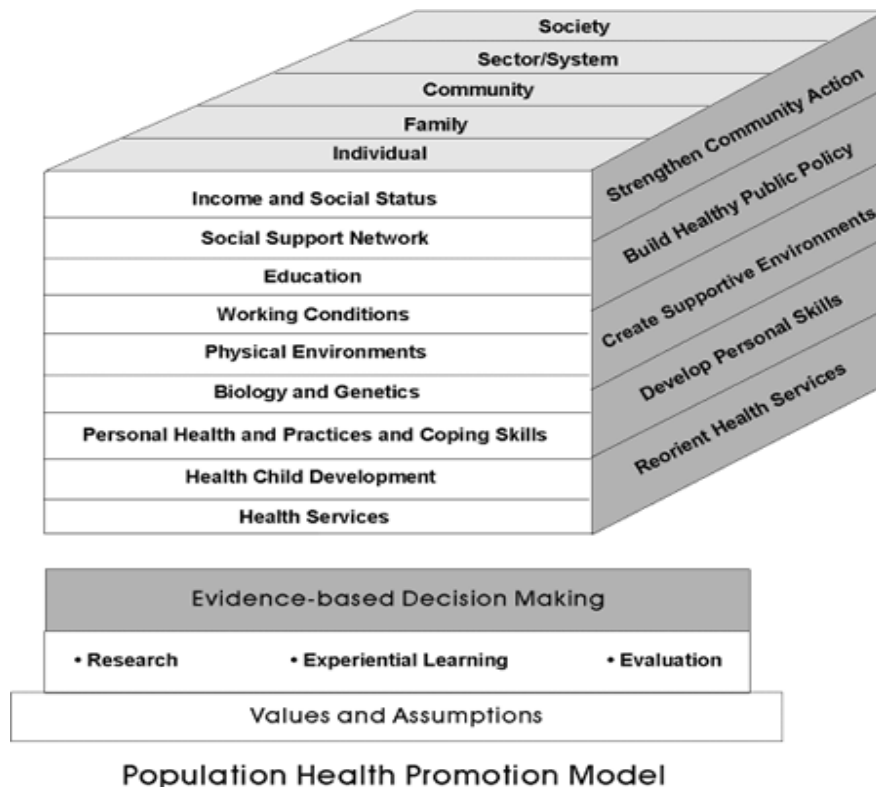 Society
Sector/System
Community
Family
Individual
Income and Social Status
Social Support Network
Education
Working Conditions
Physical Environments
Biology and Genetics
Personal Health and Practices and Coping Skills
Health Child Development
Health Services
Strengthen Community Action
Build Healthy Public Policy
Create Supportive Environments
Develop Personal Skills
Reorient Health Services
Evidence-based Decision Making
• Research • Experiential Learning • Evaluation
Values and Assumptions
Population Health Promotion Model